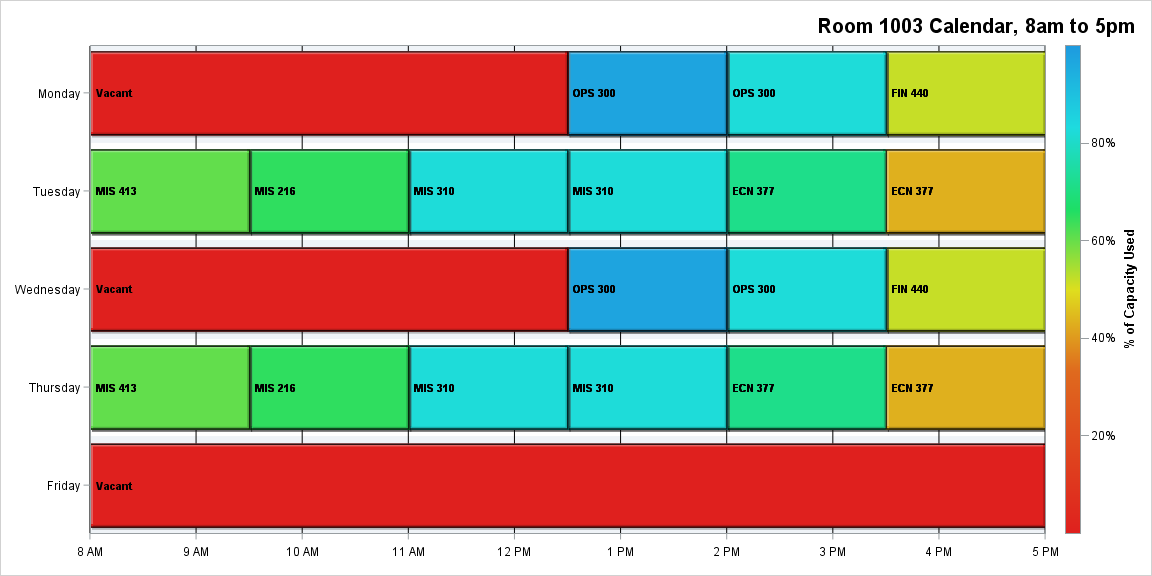 Room 1003 Calendar, 8am to 5pm
Monday
Vacant
OPS 300
OPS 300
FIN 440
Tuesday
MIS 413
MIS 216
MIS 310
MIS 310
ECN 377
ECN 377
Wednesday
Vacant
OPS 300
OPS 300
FIN 440
Thursday
MIS 413
MIS 216
MIS 310
MIS 310
ECN 377
ECN 377
Friday
Vacant
8 AM
9 AM
10 AM
11 AM
12 PM
1 PM
2 PM
3 PM
4 PM
5 PM
80%
60%
40%
20%
% of Capacity Used